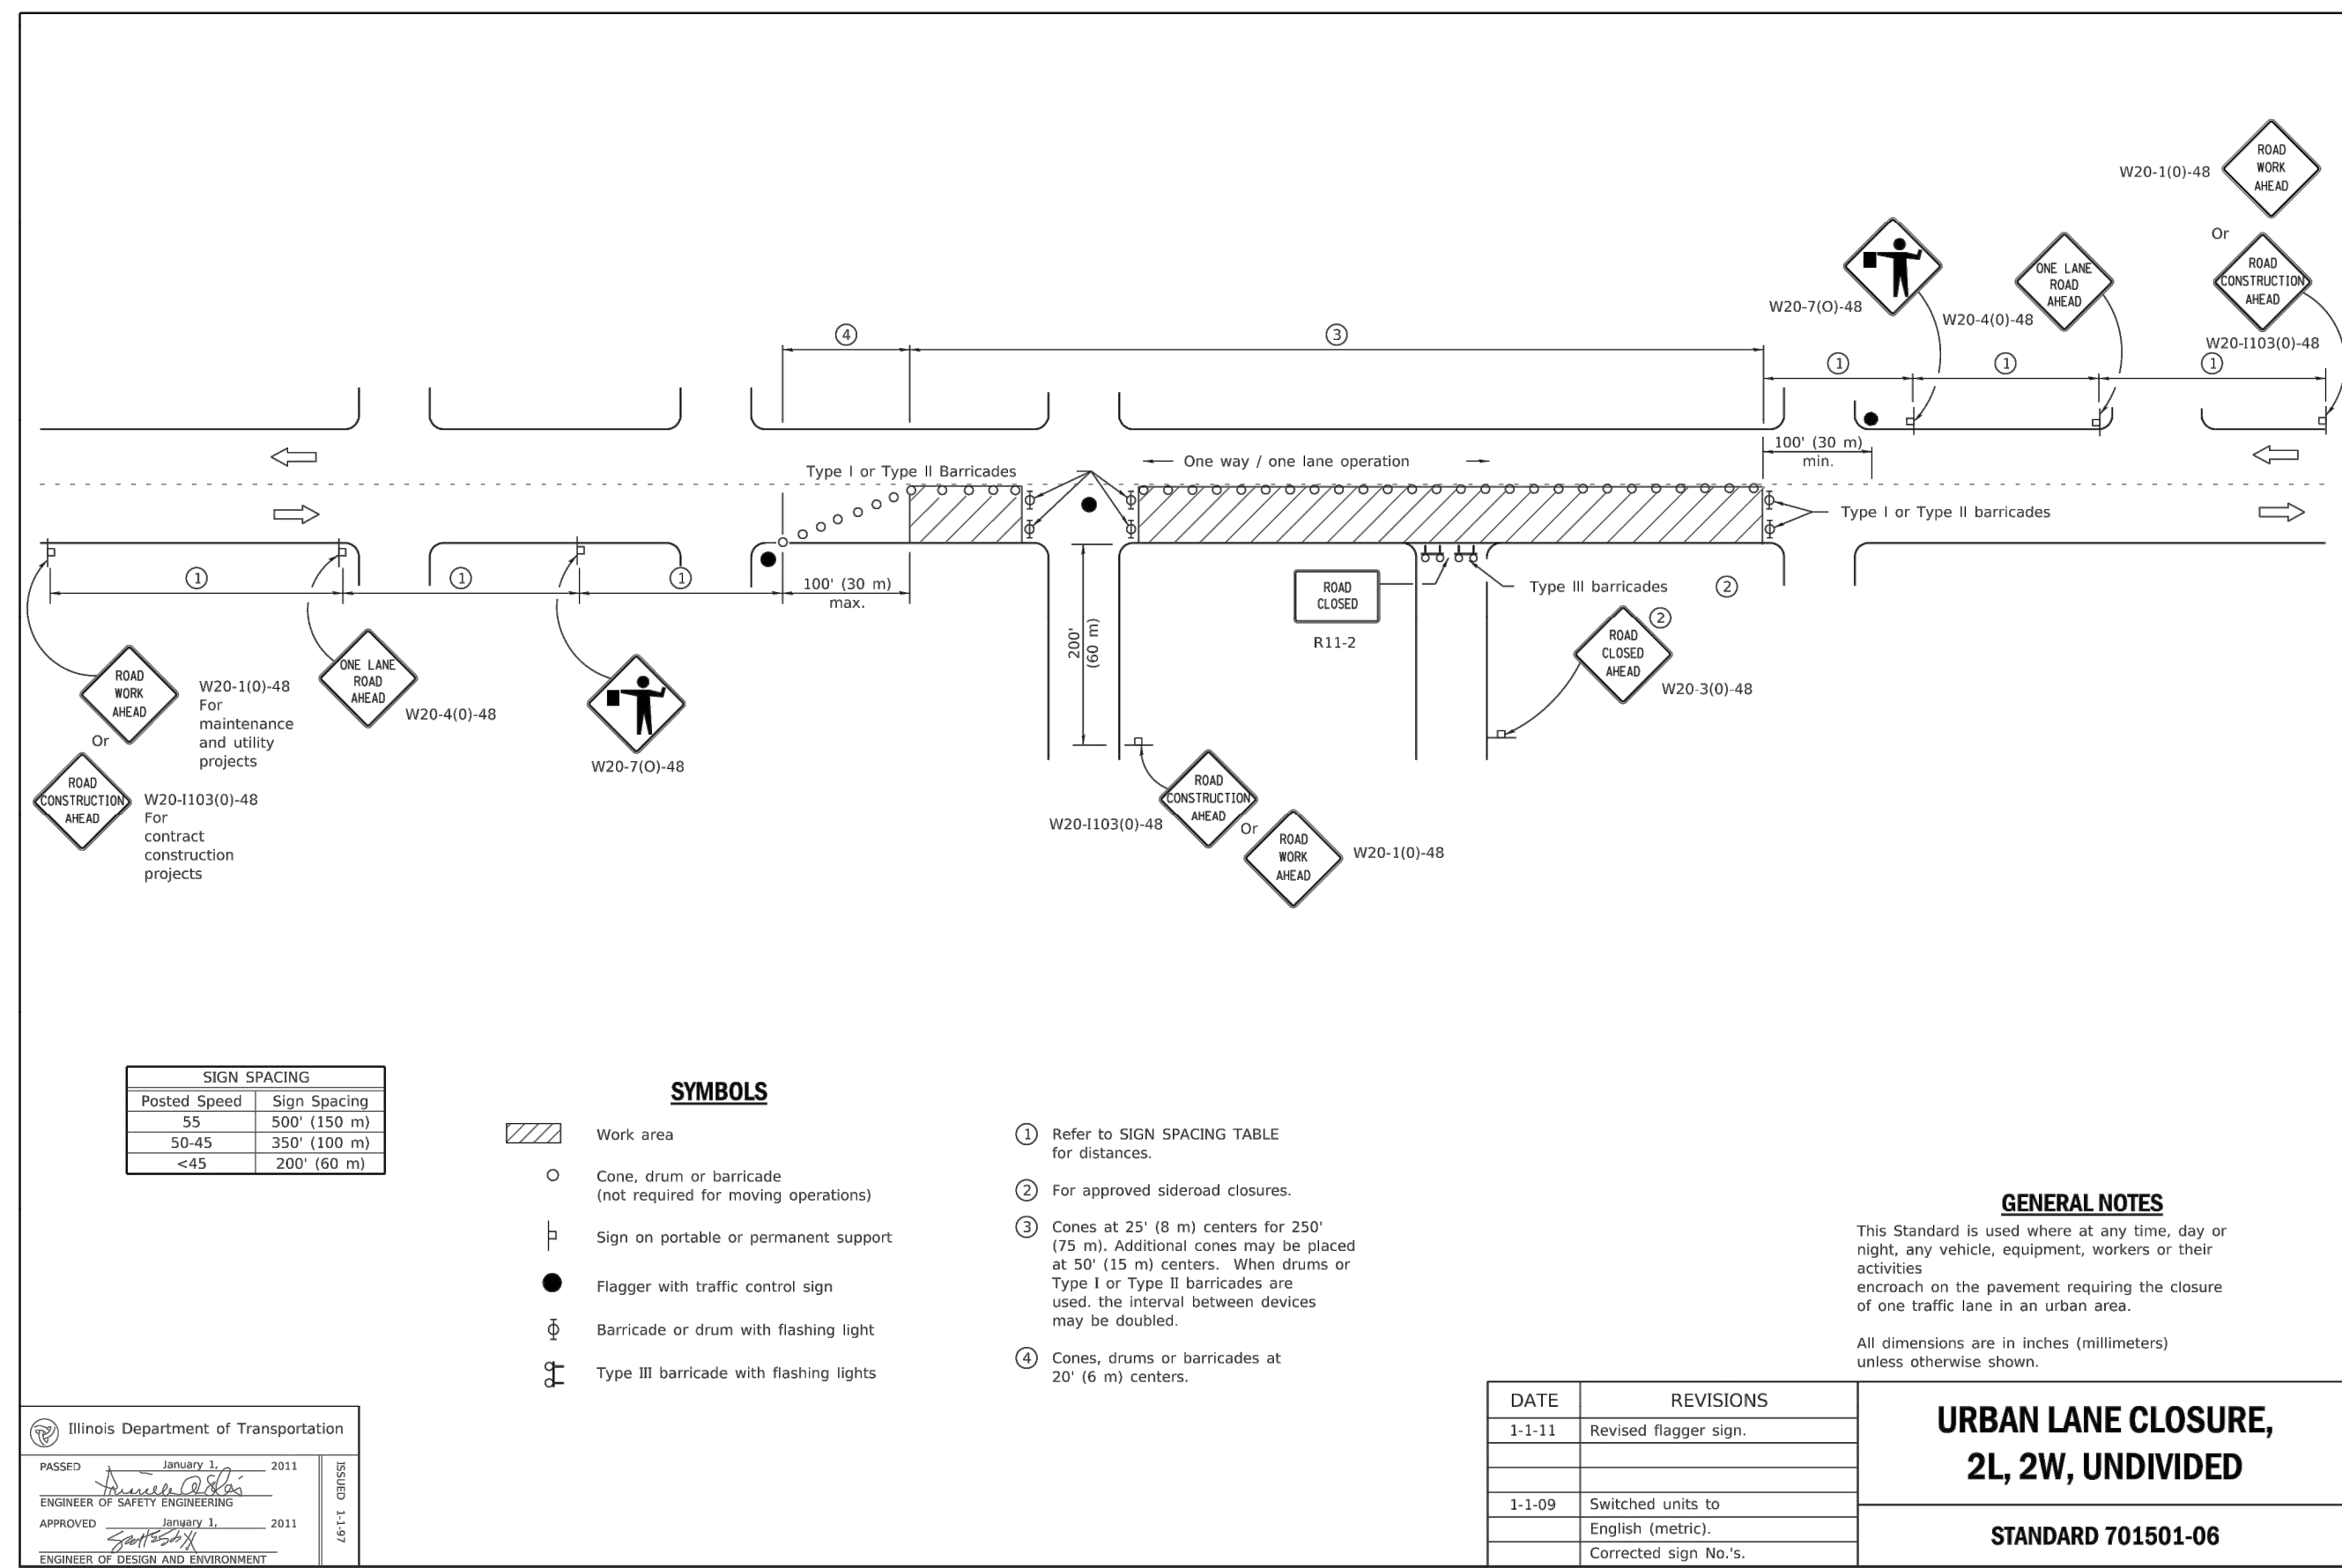 ROAD
WORK
AHEAD
W20-1(0)-48
Or
ROAD
CONSTRUCTION
AHEAD
W20-I103(0)-48
W20-7(O)-48
ONE LANE
ROAD
AHEAD
W20-4(0)-48
4
3
1
1
1
100' (30 m)
min.
Type I or Type II Barricades
One way / one lane operation
Type I or Type II barricades
1
1
1
100' (30 m)
max.
200'
(60 m)
ROAD
CLOSED
R11-2
Type III barricades
2
ROAD
CLOSED
AHEAD
2
W20-3(0)-48
ROAD
WORK
AHEAD
W20-1(0)-48
For
maintenance
and utility
projects
Or
ROAD
CONSTRUCTION
AHEAD
W20-I103(0)-48
For
contract
construction
projects
ONE LANE
ROAD
AHEAD
W20-4(0)-48
W20-7(O)-48
ROAD
CONSTRUCTION
AHEAD
W20-I103(0)-48
Or
ROAD
WORK
AHEAD
W20-1(0)-48
SIGN SPACING
Posted Speed Sign Spacing
55 500' (150 m)
50-45 350' (100 m)
<45 200' (60 m)
SYMBOLS
Work area
Cone, drum or barricade
(not required for moving operations)
Sign on portable or permanent support
Flagger with traffic control sign
Barricade or drum with flashing light
Type III barricade with flashing lights
1 Refer to SIGN SPACING TABLE
for distances.
2 For approved sideroad closures.
3 Cones at 25' (8 m) centers for 250'
(75 m). Additional cones may be placed
at 50' (15 m) centers. When drums or
Type I or Type II barricades are
used. the interval between devices
may be doubled.
4 Cones, drums or barricades at
20' (6 m) centers.
GENERAL NOTES
This Standard is used where at any time, day or
night, any vehicle, equipment, workers or their
activities
encroach on the pavement requiring the closure
of one traffic lane in an urban area.
All dimensions are in inches (millimeters)
unless otherwise shown.
Illinois Department of Transportation
PASSED January 1, 2011
ENGINEER OF SAFETY ENGINEERING
APPROVED January 1, 2011
ENGINEER OF DESIGN AND ENVIRONMENT
ISSUED 1-1-97
DATE REVISIONS
1-1-11 Revised flagger sign.
1-1-09 Switched units to
English (metric).
Corrected sign No.'s.
URBAN LANE CLOSURE,
2L, 2W, UNDIVIDED
STANDARD 701501-06